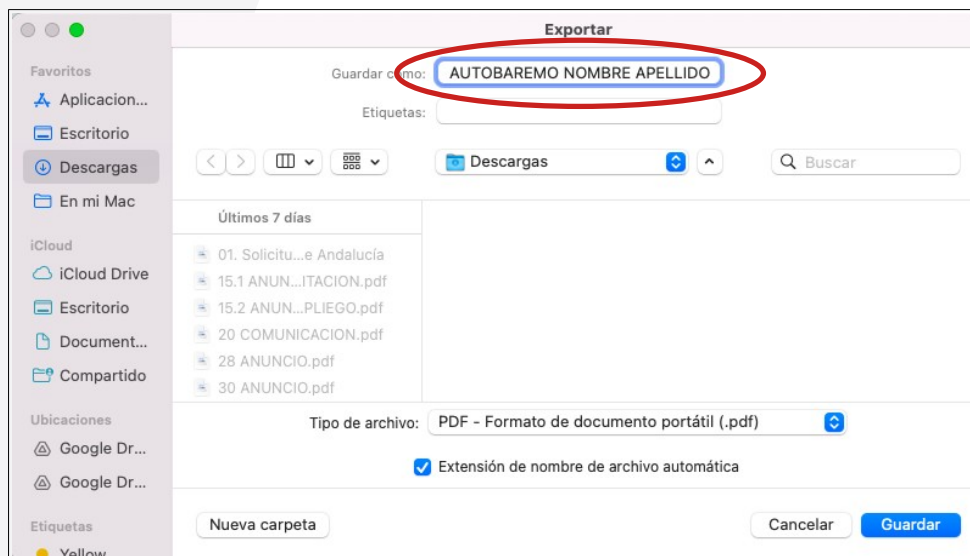 Exportar
Favoritos
Aplicacion...
Escritorio
Descargas
En mi Mac
iCloud
iCloud Drive
Escritorio
Document...
Compartido
Ubicaciones
Google Dr...
Google Dr...
Etiquetas
Yellow
Guardar como: AUTOBAREMO NOMBRE APELLIDO
Etiquetas:
Descargas
Buscar
Últimos 7 días
01. Solicitu...e Andalucía
15.1 ANUN...ITACION.pdf
15.2 ANUN...PLIEGO.pdf
20 COMUNICACION.pdf
28 ANUNCIO.pdf
30 ANUNCIO.pdf
Tipo de archivo: PDF - Formato de documento portátil (.pdf)
Extensión de nombre de archivo automática
Nueva carpeta
Cancelar
Guardar